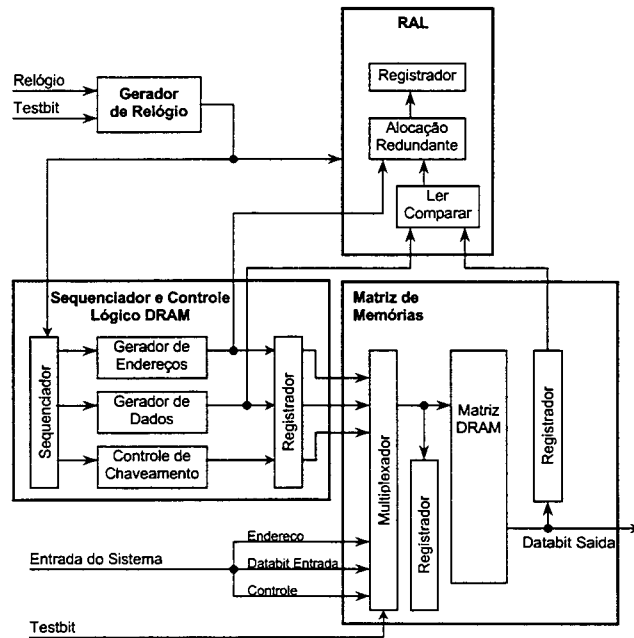 RAL
Registrador
Alocação
Redundante
Ler
Comparar
Relógio
Testbit
Gerador
de Relógio
Sequenciador e Controle
Lógico DRAM
Sequenciador
Gerador de
Endereços
Gerador de
Dados
Controle de
Chaveamento
Registrador
Matriz de
Memórias
Multiplexador
Registrador
Matriz
DRAM
Registrador
Databit Saida
Entrada do Sistema
Endereco
Databit Entrada
Controle
Testbit